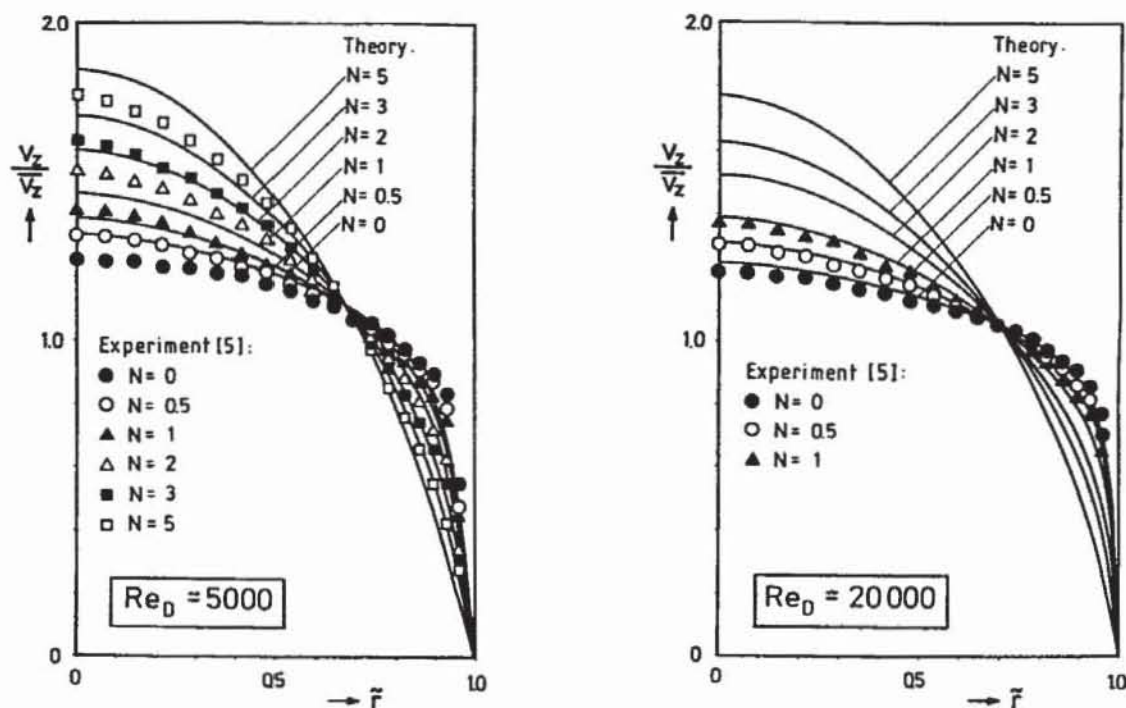 2.0
Theory.
N= 5
N= 3
N= 2
N= 1
N= 0.5
N= 0
Vz
Vz
1.0
Experiment [5]:
N= 0
N= 0.5
N= 1
N= 2
N= 3
N= 5
ReD = 5000
0
0
0.5
1.0
r̃
2.0
Theory.
N= 5
N= 3
N= 2
N= 1
N= 0.5
N= 0
Vz
Vz
1.0
Experiment [5]:
N= 0
N= 0.5
N= 1
ReD = 20000
0
0
0.5
1.0
r̃